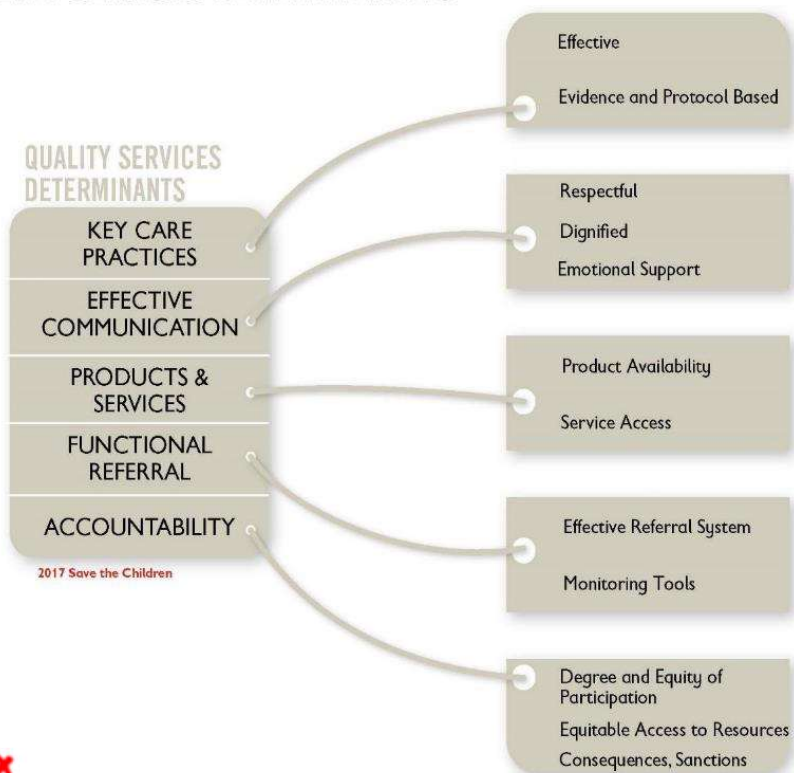 QUALITY SERVICES
DETERMINANTS
KEY CARE
PRACTICES
EFFECTIVE
COMMUNICATION
PRODUCTS &
SERVICES
FUNCTIONAL
REFERRAL
ACCOUNTABILITY
2017 Save the Children
Effective
Evidence and Protocol Based
Respectful
Dignified
Emotional Support
Product Availability
Service Access
Effective Referral System
Monitoring Tools
Degree and Equity of
Participation
Equitable Access to Resources
Consequences, Sanctions